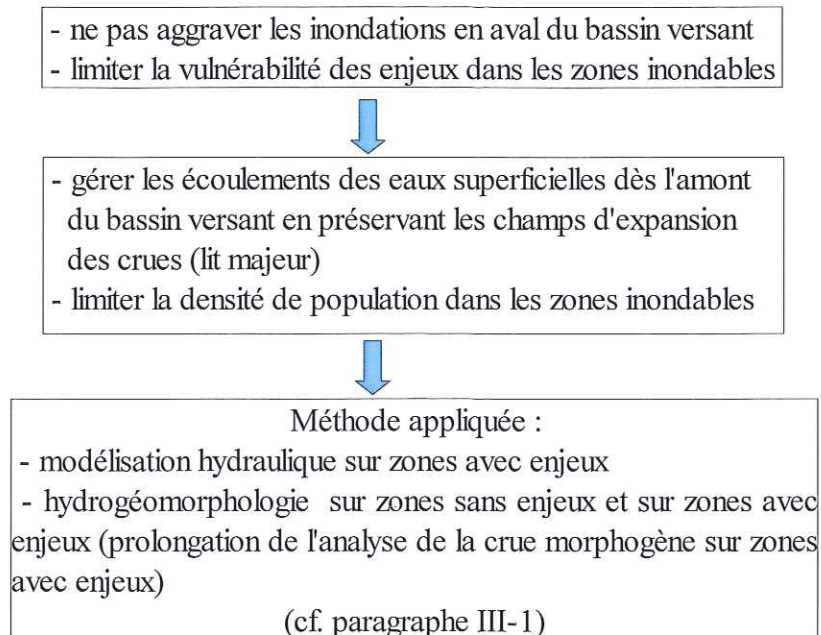 - ne pas aggraver les inondations en aval du bassin versant
- limiter la vulnérabilité des enjeux dans les zones inondables
- gérer les écoulements des eaux superficielles dès l'amont
du bassin versant en préservant les champs d'expansion
des crues (lit majeur)
- limiter la densité de population dans les zones inondables
Méthode appliquée :
- modélisation hydraulique sur zones avec enjeux
- hydrogéomorphologie sur zones sans enjeux et sur zones avec
enjeux (prolongation de l'analyse de la crue morphogène sur zones
avec enjeux)
(cf. paragraphe III-1)